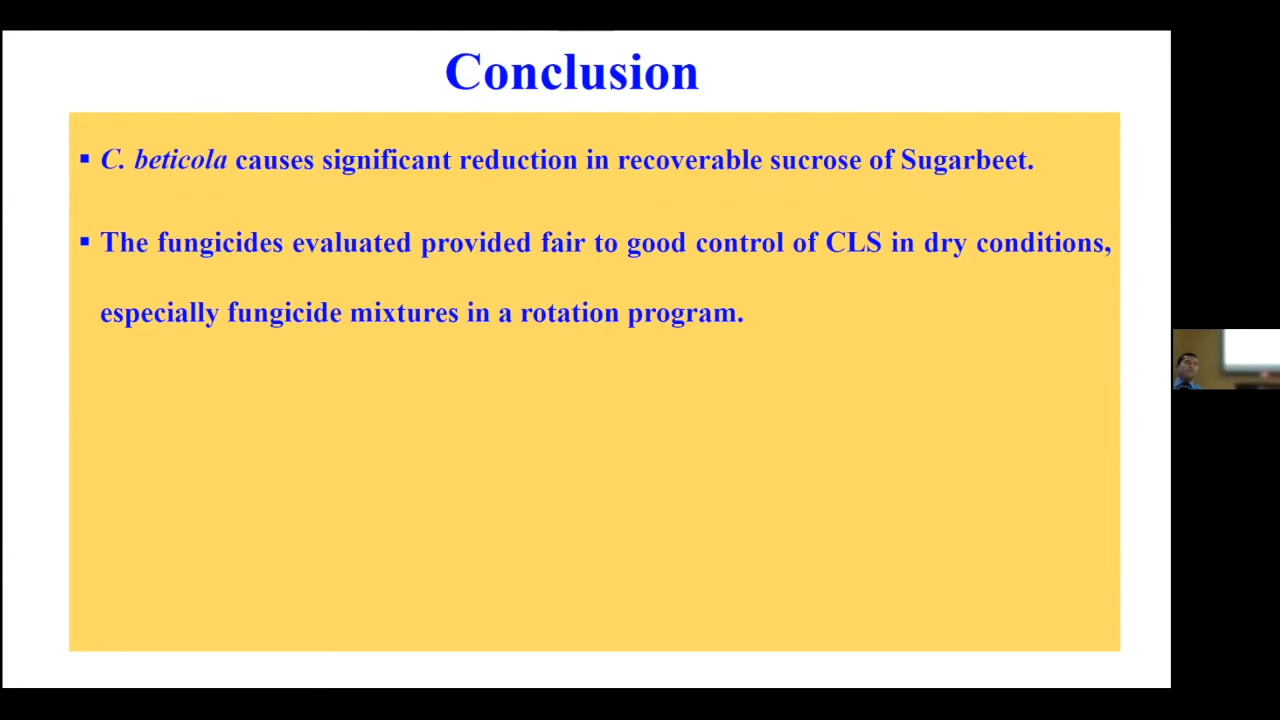 Conclusion
▪ C. beticola causes significant reduction in recoverable sucrose of Sugarbeet.
▪ The fungicides evaluated provided fair to good control of CLS in dry conditions,
especially fungicide mixtures in a rotation program.